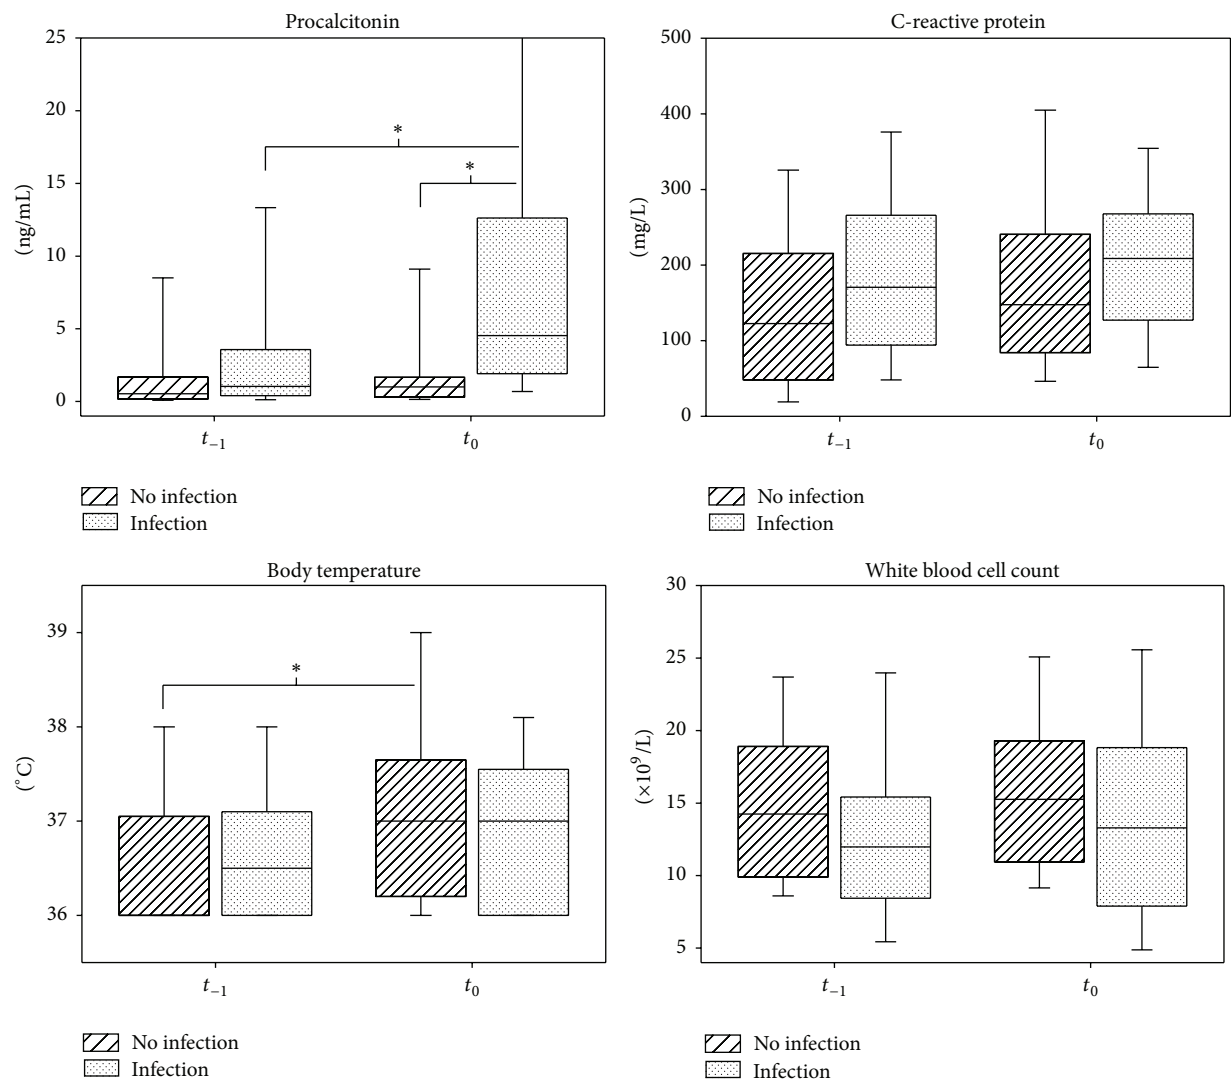 Procalcitonin
25
20
15
10
5
0
(ng/mL)
*
*
t−1
t0
No infection
Infection
C-reactive protein
500
400
300
200
100
0
(mg/L)
t−1
t0
No infection
Infection
Body temperature
39
38
37
36
(°C)
*
t−1
t0
No infection
Infection
White blood cell count
30
25
20
15
10
5
(×10⁹/L)
t−1
t0
No infection
Infection